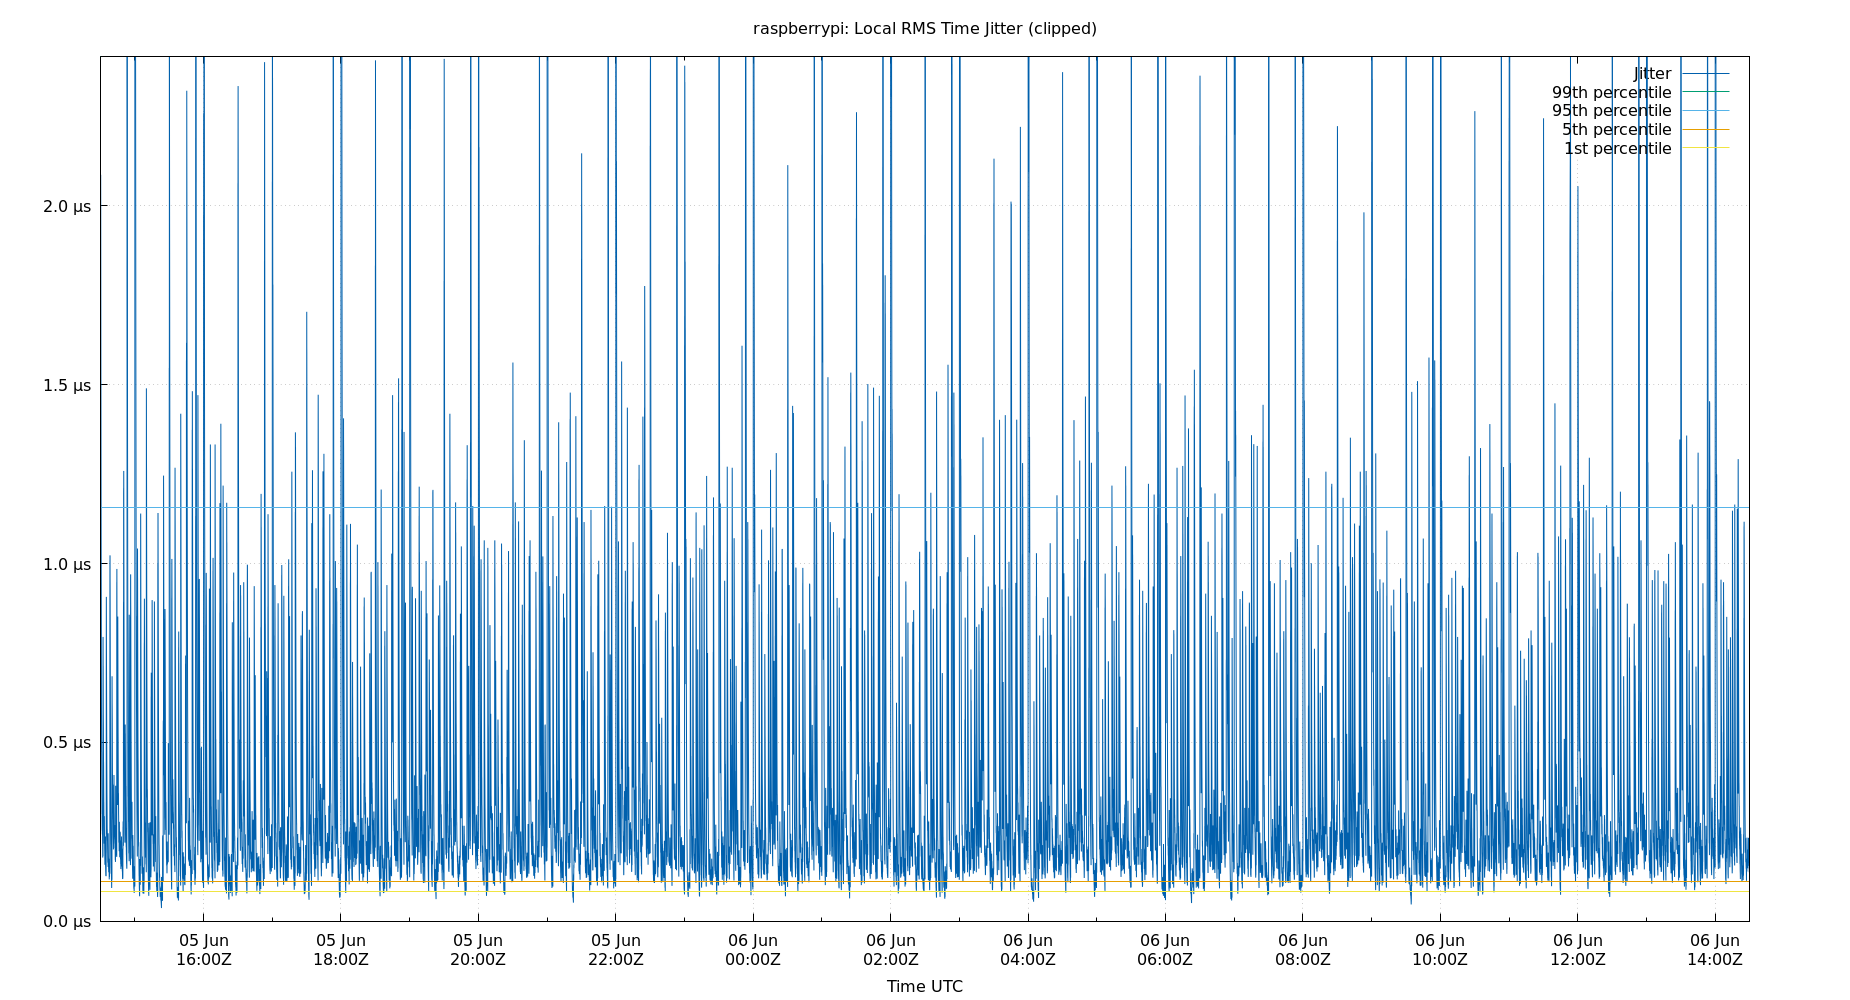 raspberrypi: Local RMS Time Jitter (clipped)
Jitter
99th percentile
95th percentile
5th percentile
1st percentile
2.0 µs
1.5 µs
1.0 µs
0.5 µs
0.0 µs
05 Jun 05 Jun 05 Jun 05 Jun 06 Jun 06 Jun 06 Jun 06 Jun 06 Jun 06 Jun 06 Jun 06 Jun
16:00Z 18:00Z 20:00Z 22:00Z 00:00Z 02:00Z 04:00Z 06:00Z 08:00Z 10:00Z 12:00Z 14:00Z
Time UTC